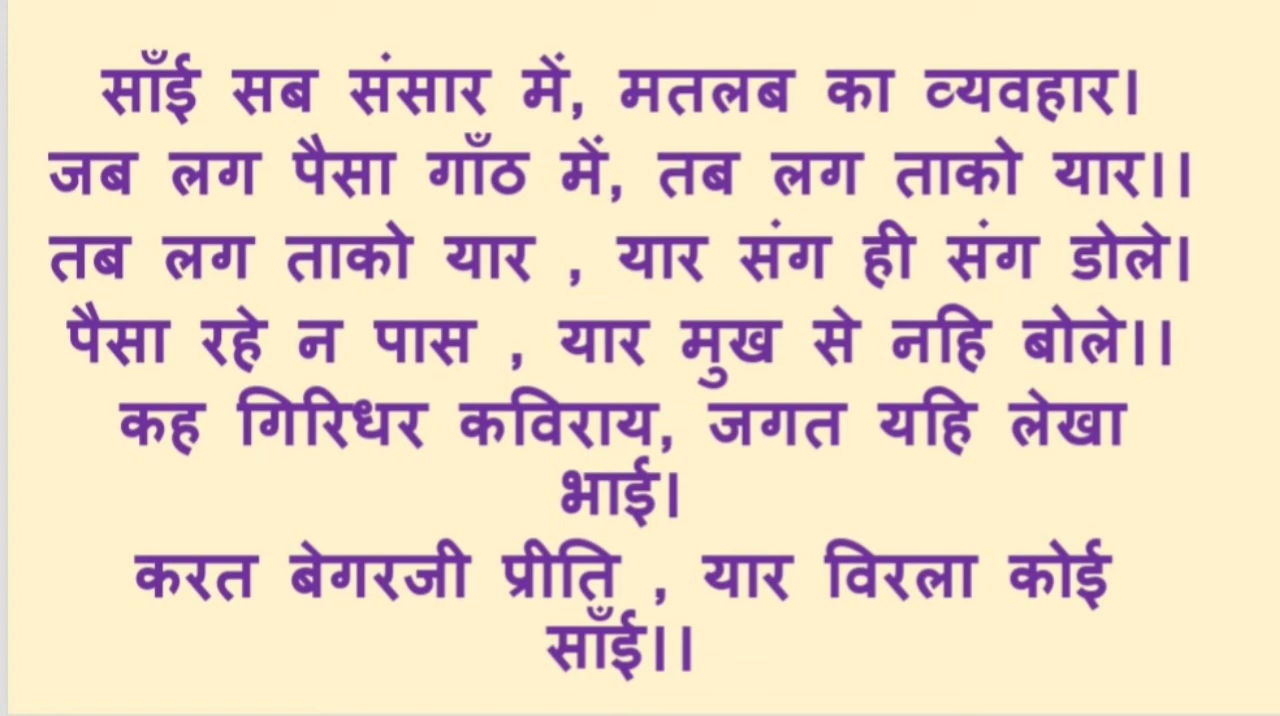 साँई सब संसार में, मतलब का व्यवहार।
जब लग पैसा गाँठ में, तब लग ताको यार।।
तब लग ताको यार , यार संग ही संग डोले।
पैसा रहे न पास , यार मुख से नहि बोले।।
कह गिरिधर कविराय, जगत यहि लेखा
भाई।
करत बेगरजी प्रीति , यार विरला कोई
साँई।।